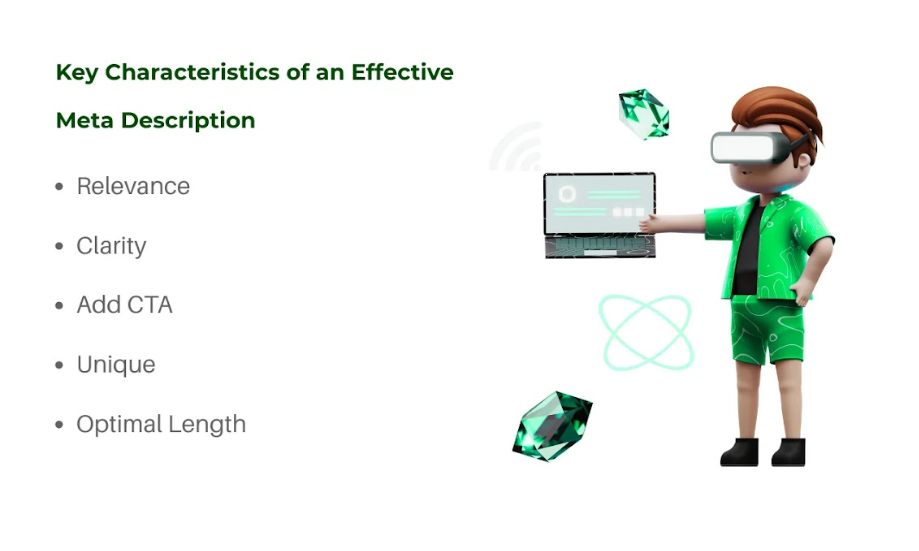 Key Characteristics of an Effective
Meta Description
• Relevance
• Clarity
• Add CTA
• Unique
• Optimal Length